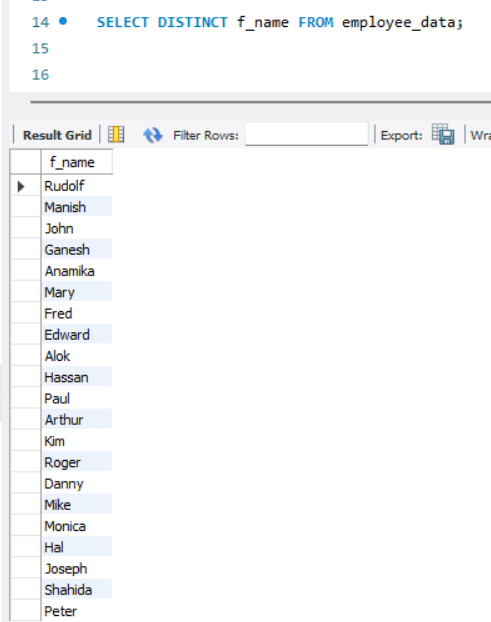 14 SELECT DISTINCT f_name FROM employee_data;
15
16
Result Grid Filter Rows: Export: Wra
f_name
Rudolf
Manish
John
Ganesh
Anamika
Mary
Fred
Edward
Alok
Hassan
Paul
Arthur
Kim
Roger
Danny
Mike
Monica
Hal
Joseph
Shahida
Peter